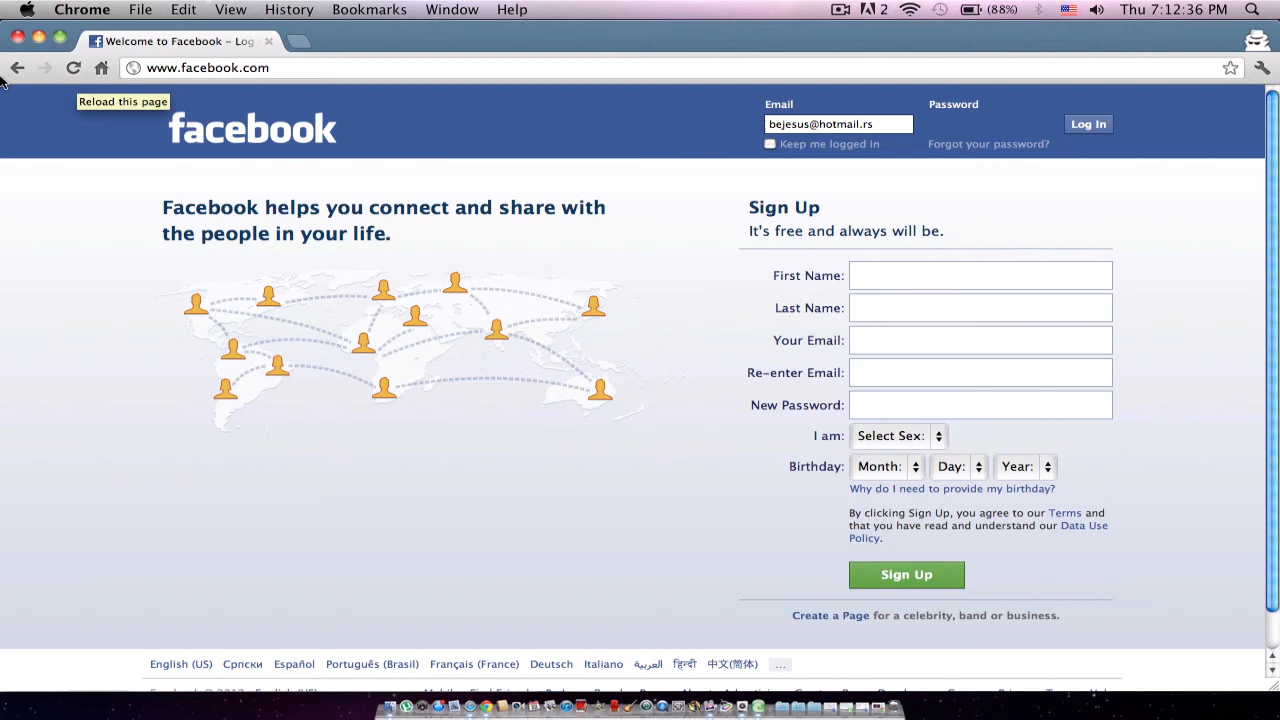 Chrome File Edit View History Bookmarks Window Help 2 (88%) Thu 7:12:36 PM
Welcome to Facebook – Log
www.facebook.com
Reload this page
facebook
Email Password
bejesus@hotmail.rs Log In
Keep me logged in Forgot your password?
Facebook helps you connect and share with
the people in your life.
Sign Up
It's free and always will be.
First Name:
Last Name:
Your Email:
Re-enter Email:
New Password:
I am: Select Sex:
Birthday: Month: Day: Year:
Why do I need to provide my birthday?
By clicking Sign Up, you agree to our Terms and
that you have read and understand our Data Use
Policy.
Sign Up
Create a Page for a celebrity, band or business.
English (US) Српски Español Português (Brasil) Français (France) Deutsch Italiano العربية हिन्दी 中文(简体) ...